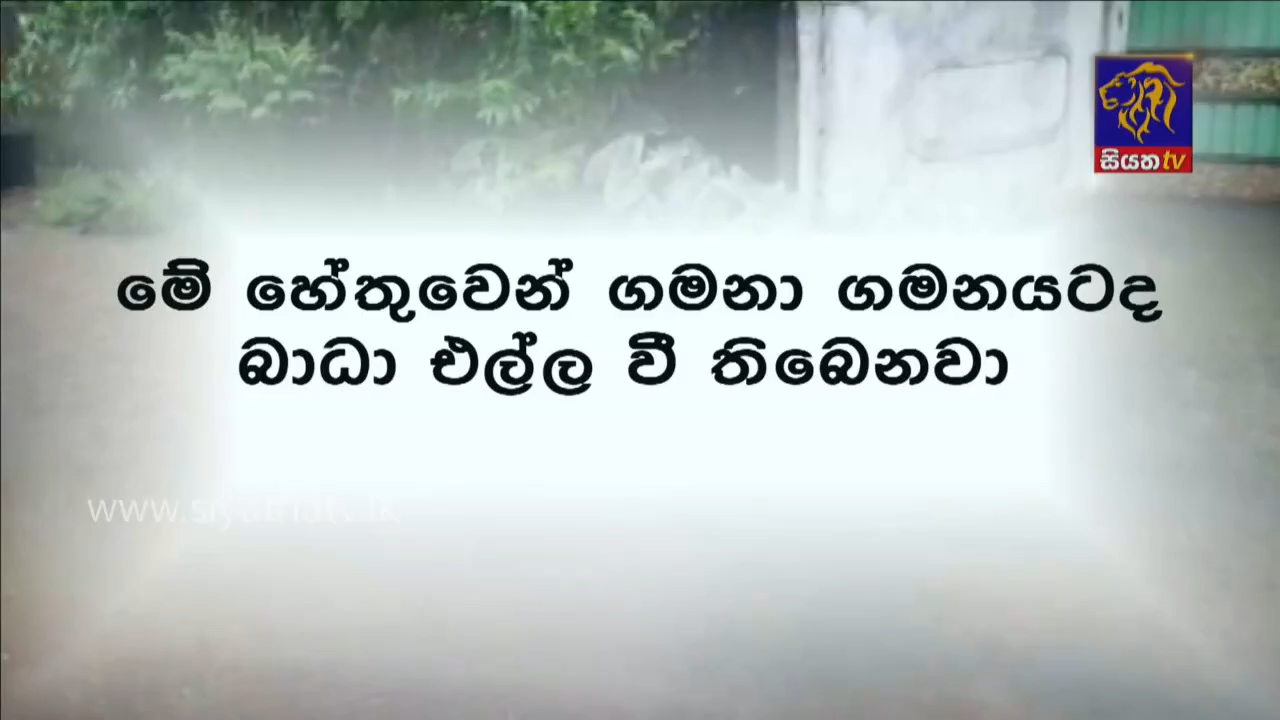 සියත tv
මේ හේතුවෙන් ගමනා ගමනයටද
බාධා එල්ල වී තිබෙනවා